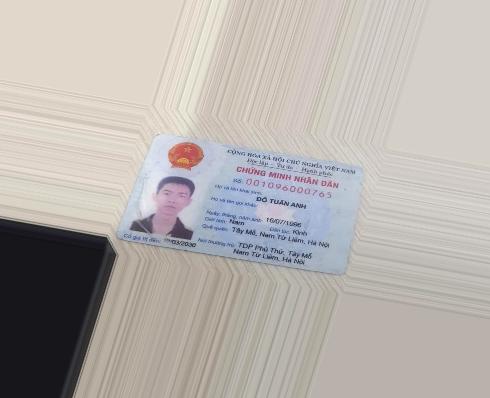 CỘNG HÒA XÃ HỘI CHỦ NGHĨA VIỆT NAM
Độc lập - Tự do - Hạnh phúc
CHỨNG MINH NHÂN DÂN
Số: 001096000765
Họ và tên khai sinh:
ĐỖ TUẤN ANH
Họ và tên gọi khác:
Ngày, tháng, năm sinh: 16/07/1996
Giới tính: Nam Dân tộc: Kinh
Quê quán: Tây Mỗ, Nam Từ Liêm, Hà Nội
Nơi thường trú: TDP Phú Thứ, Tây Mỗ
Nam Từ Liêm, Hà Nội
Có giá trị đến: /03/2030